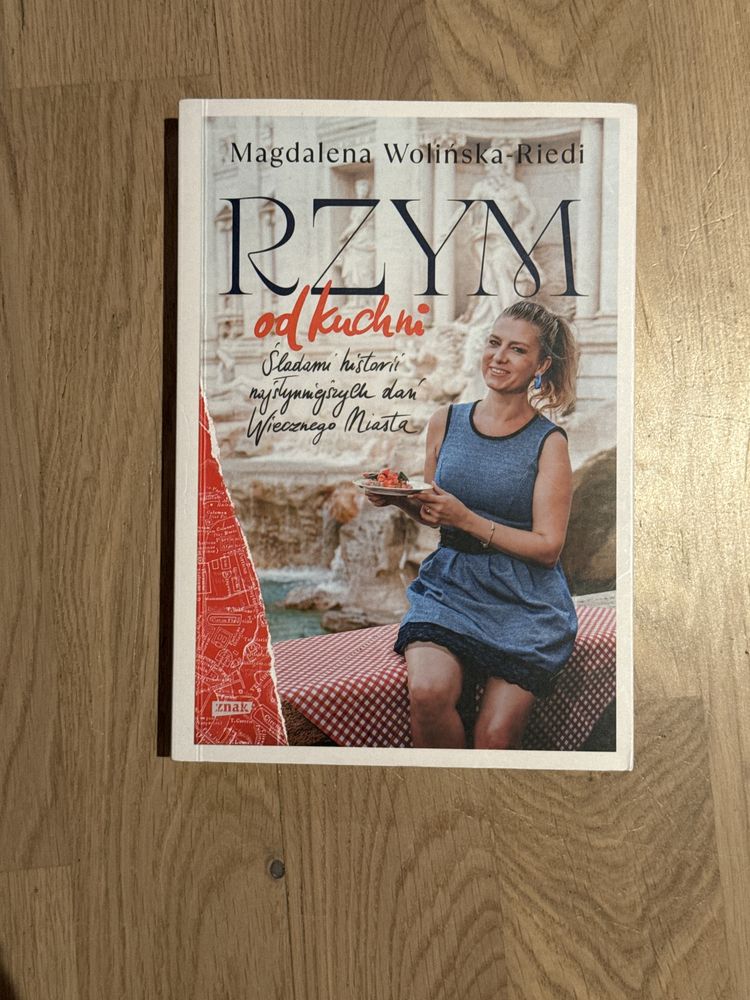 Magdalena Wolińska-Riedi
RZYM
od kuchni
Śladami historii
najsłynniejszych dań
Wiecznego Miasta
znak